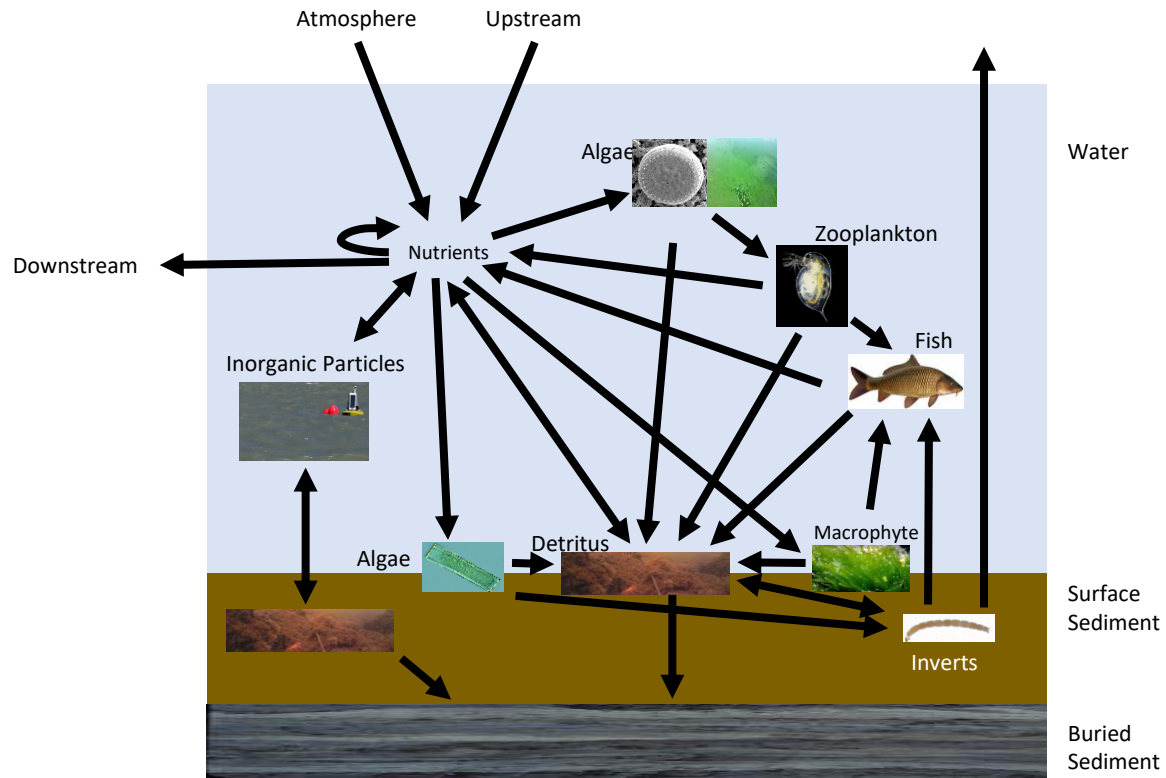 Atmosphere
Upstream
Algae
Water
Zooplankton
Nutrients
Downstream
Fish
Inorganic Particles
Macrophyte
Detritus
Algae
Surface
Sediment
Inverts
Buried
Sediment